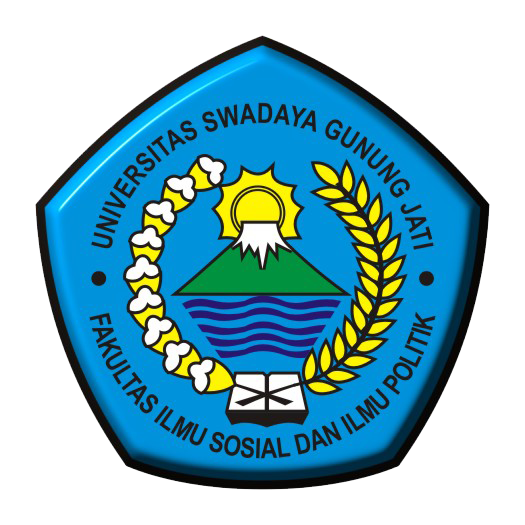 UNIVERSITAS SWADAYA GUNUNG JATI
FAKULTAS ILMU SOSIAL DAN ILMU POLITIK